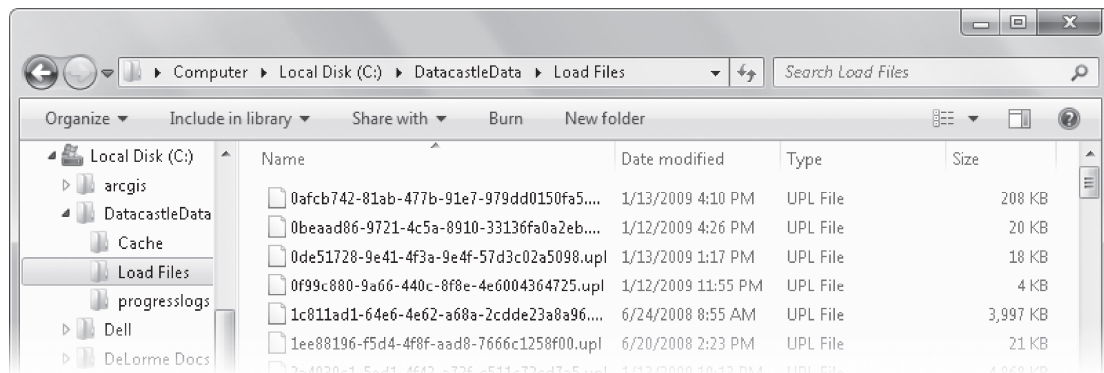 Computer Local Disk (C:) DatacastleData Load Files Search Load Files
Organize Include in library Share with Burn New folder
Local Disk (C:) Name Date modified Type Size
arcgis 0afcb742-81ab-477b-91e7-979dd0150fa5.... 1/13/2009 4:10 PM UPL File 208 KB
DatacastleData 0beaad86-9721-4c5a-8910-33136fa0a2eb.... 1/12/2009 4:26 PM UPL File 20 KB
Cache 0de51728-9e41-4f3a-9e4f-57d3c02a5098.upl 1/13/2009 1:17 PM UPL File 18 KB
Load Files 0f99c880-9a66-440c-8f8e-4e6004364725.upl 1/12/2009 11:55 PM UPL File 4 KB
progresslogs 1c811ad1-64e6-4e62-a68a-2cdde23a8a96.... 6/24/2008 8:55 AM UPL File 3,997 KB
Dell 1ee88196-f5d4-4f8f-aad8-7666c1258f00.upl 6/20/2008 2:23 PM UPL File 21 KB
DeLorme Docs UPL File